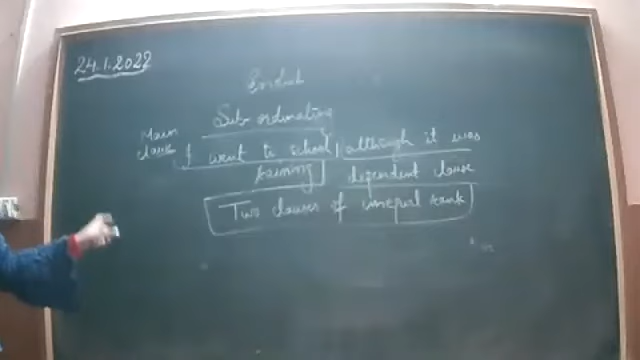 24.1.2022
English
Sub ordinating
Main clause
I went to school although it was
raining
dependent clause
Two clauses of unequal rank